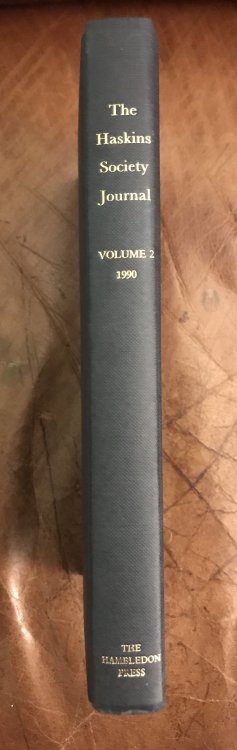 The
Haskins
Society
Journal
VOLUME 2
1990
THE
HAMBLEDON
PRESS